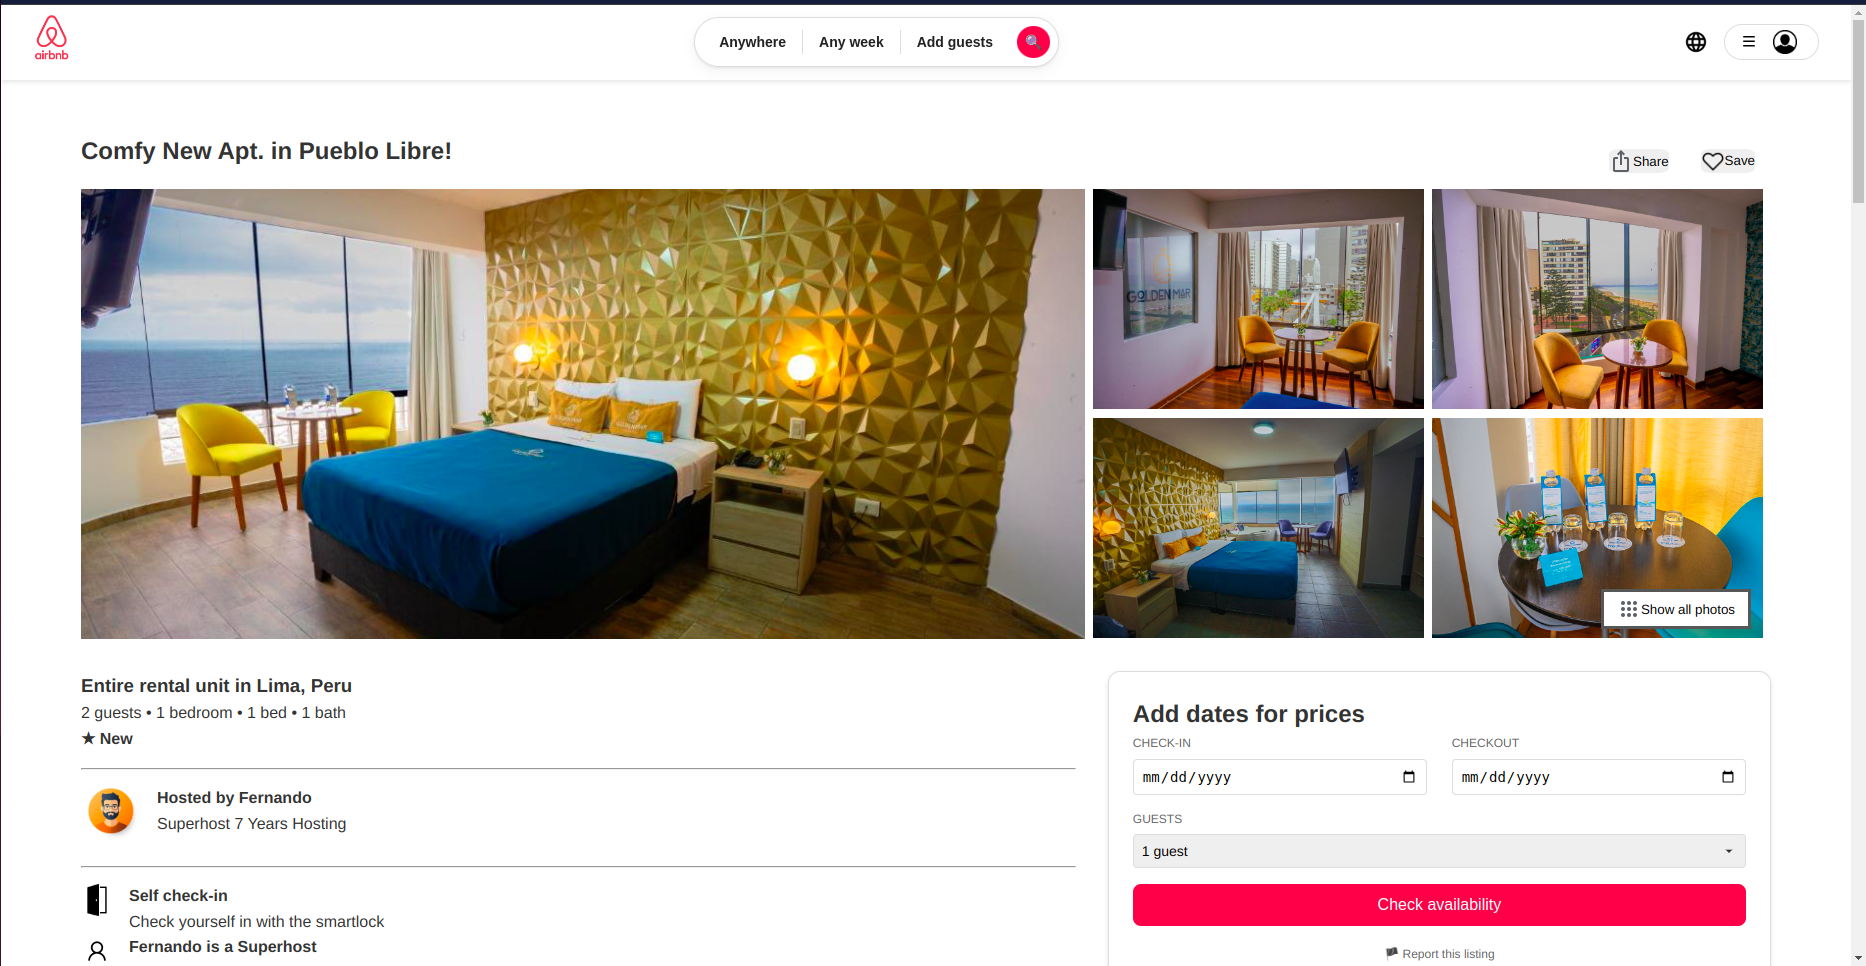 airbnb
Anywhere
Any week
Add guests
Comfy New Apt. in Pueblo Libre!
Share
Save
GOLDEN MAR
Show all photos
Entire rental unit in Lima, Peru
2 guests • 1 bedroom • 1 bed • 1 bath
★ New
Hosted by Fernando
Superhost 7 Years Hosting
Self check-in
Check yourself in with the smartlock
Fernando is a Superhost
Add dates for prices
CHECK-IN
CHECKOUT
mm/dd/yyyy
mm/dd/yyyy
GUESTS
1 guest
Check availability
Report this listing